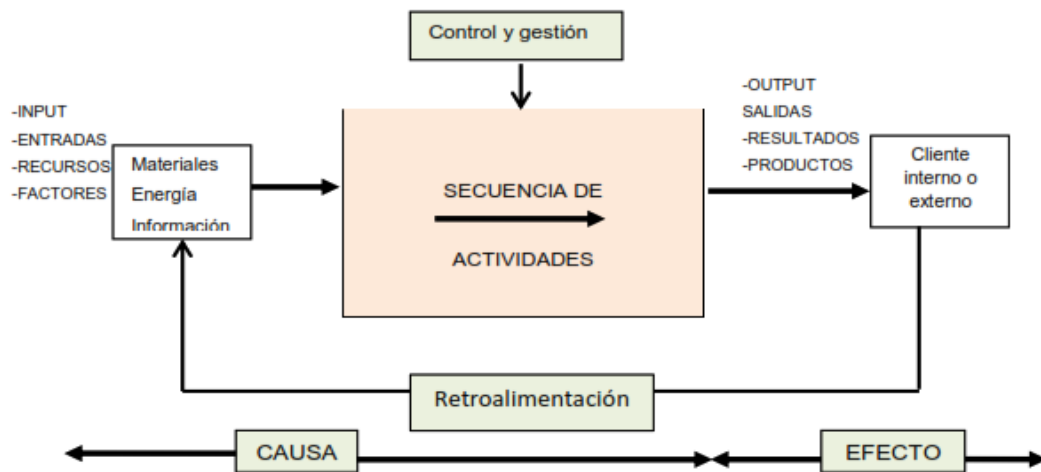 Control y gestión
-INPUT
-ENTRADAS
-RECURSOS
-FACTORES
Materiales
Energía
Información
SECUENCIA DE
ACTIVIDADES
-OUTPUT
SALIDAS
-RESULTADOS
-PRODUCTOS
Cliente
interno o
externo
Retroalimentación
CAUSA
EFECTO